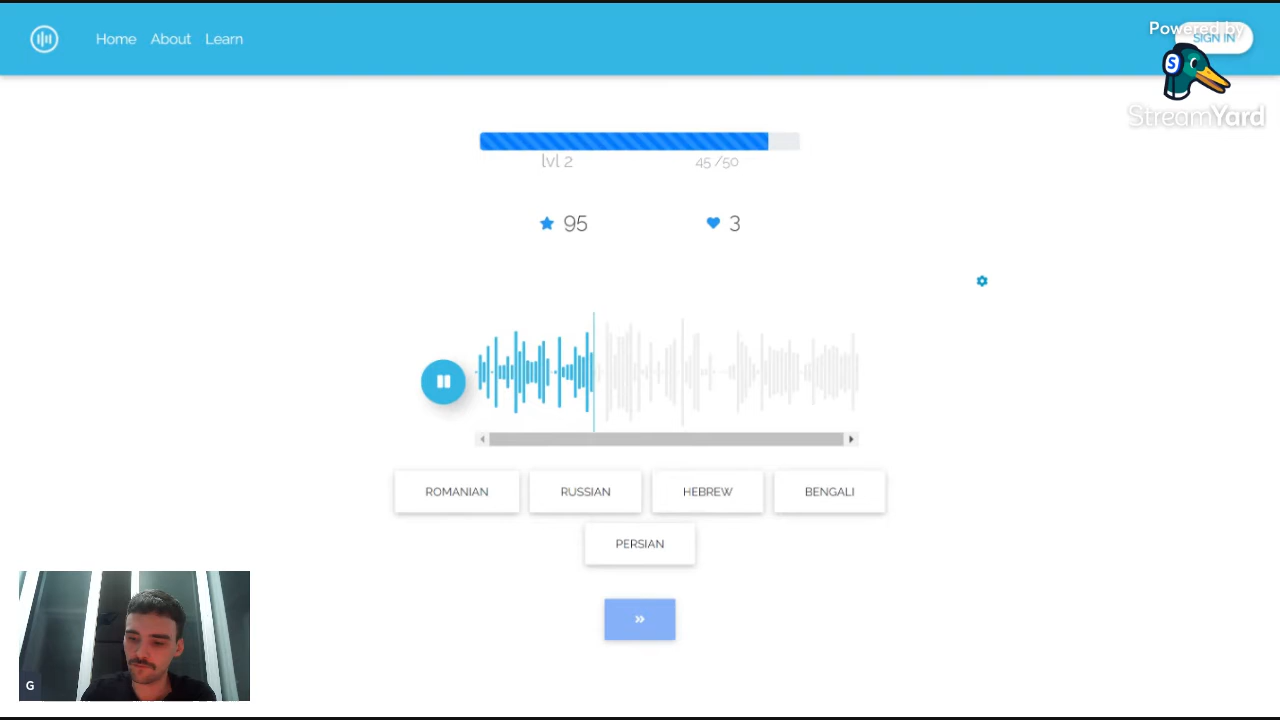 Home About Learn
Powered by
SIGN IN
StreamYard
lvl 2 45 /50
95 3
ROMANIAN RUSSIAN HEBREW BENGALI
PERSIAN
»
G
S